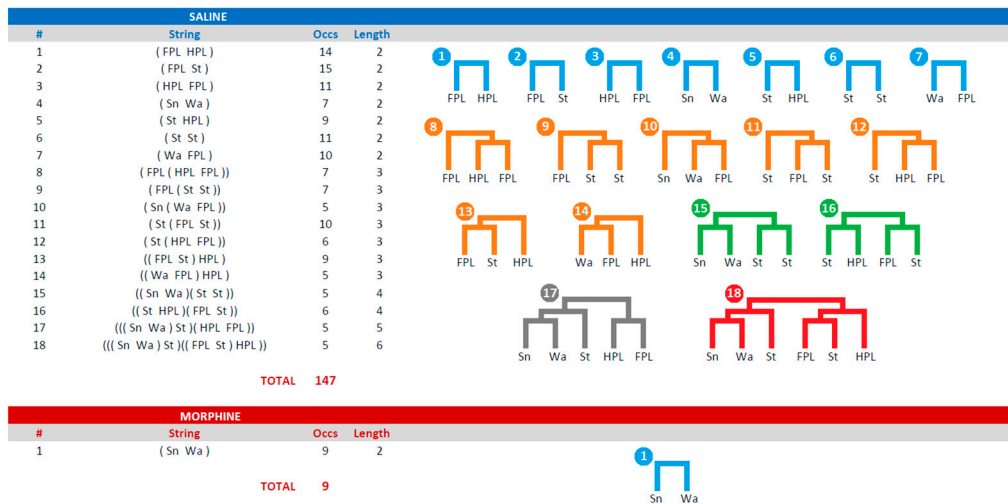 SALINE
# String Occs Length
1 ( FPL HPL ) 14 2
2 ( FPL St ) 15 2
3 ( HPL FPL ) 11 2
4 ( Sn Wa ) 7 2
5 ( St HPL ) 9 2
6 ( St St ) 11 2
7 ( Wa FPL ) 10 2
8 ( FPL ( HPL FPL )) 7 3
9 ( FPL ( St St )) 7 3
10 ( Sn ( Wa FPL )) 5 3
11 ( St ( FPL St )) 10 3
12 ( St ( HPL FPL )) 6 3
13 (( FPL St ) HPL ) 9 3
14 (( Wa FPL ) HPL ) 5 3
15 (( Sn Wa )( St St )) 5 4
16 (( St HPL )( FPL St )) 6 4
17 ((( Sn Wa ) St )( HPL FPL )) 5 5
18 ((( Sn Wa ) St )(( FPL St ) HPL )) 5 6
TOTAL 147
1 2 3 4 5 6 7
FPL HPL FPL St HPL FPL Sn Wa St HPL St St Wa FPL
8 9 10 11 12
FPL HPL FPL FPL St St Sn Wa FPL St FPL St St HPL FPL
13 14 15 16
FPL St HPL Wa FPL HPL Sn Wa St St St HPL FPL St
17 18
Sn Wa St HPL FPL Sn Wa St FPL St HPL
MORPHINE
# String Occs Length
1 ( Sn Wa ) 9 2
TOTAL 9
1
Sn Wa